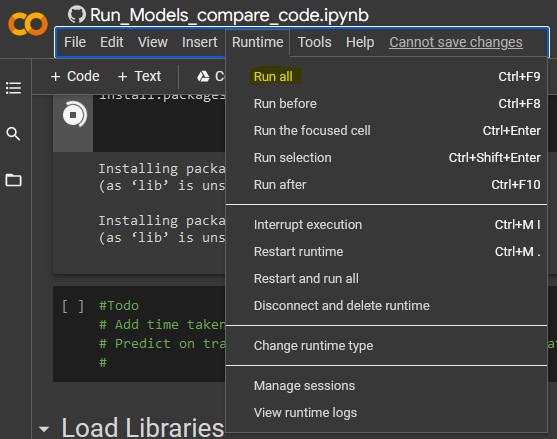 Run_Models_compare_code.ipynb
File Edit View Insert Runtime Tools Help Cannot save changes
+ Code + Text
Run all Ctrl+F9
Run before Ctrl+F8
Run the focused cell Ctrl+Enter
Run selection Ctrl+Shift+Enter
Run after Ctrl+F10
Interrupt execution Ctrl+M I
Restart runtime Ctrl+M .
Restart and run all
Disconnect and delete runtime
Change runtime type
Manage sessions
View runtime logs
install.packages
Installing packa
(as ‘lib’ is uns
Installing packa
(as ‘lib’ is uns
[ ] #Todo
# Add time taken
# Predict on tra
#
Load Libraries